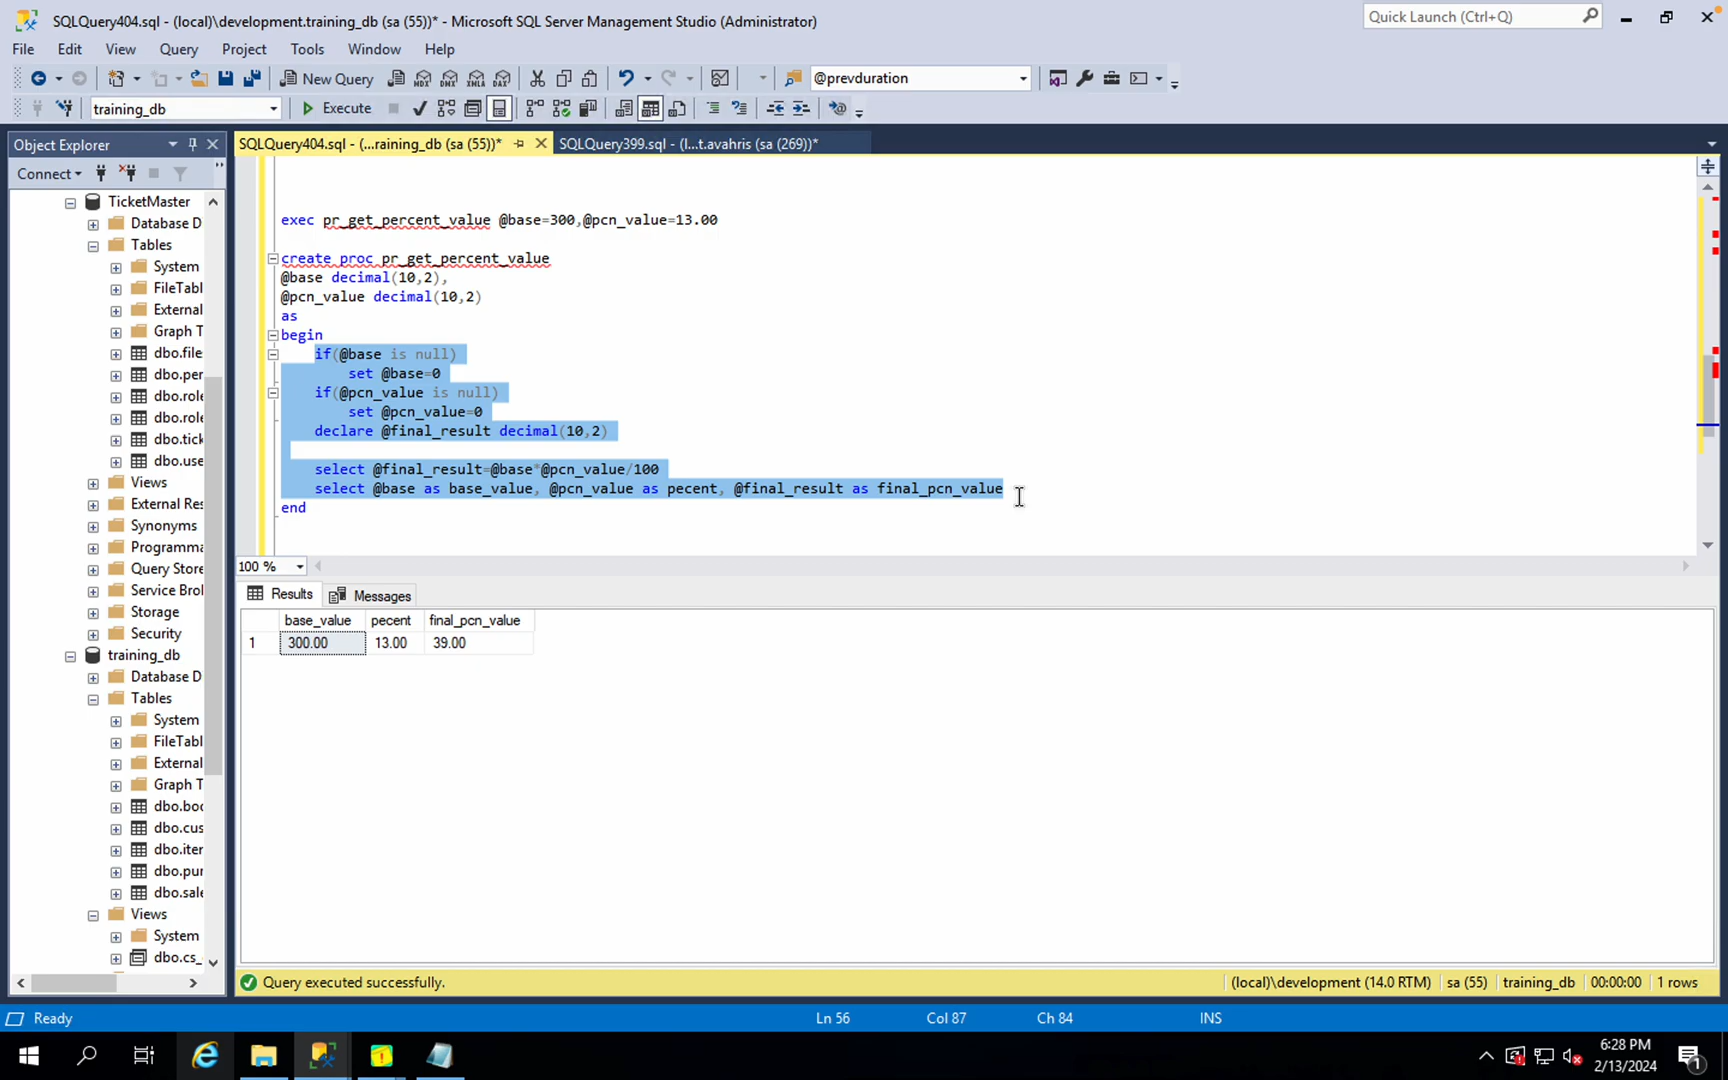 SQLQuery404.sql - (local)\development.training_db (sa (55))* - Microsoft SQL Server Management Studio (Administrator)
Quick Launch (Ctrl+Q)
File Edit View Query Project Tools Window Help
New Query MDX DMX XMLA DAX @prevduration
training_db Execute
Object Explorer
SQLQuery404.sql - (...raining_db (sa (55))* SQLQuery399.sql - (l...t.avahris (sa (269))*
Connect
TicketMaster
Database D
Tables
System
FileTabl
External
Graph T
dbo.file
dbo.per
dbo.role
dbo.role
dbo.tick
dbo.use
Views
External Res
Synonyms
Programma
Query Store
Service Brol
Storage
Security
training_db
Database D
Tables
System
FileTabl
External
Graph T
dbo.boc
dbo.cus
dbo.iter
dbo.pur
dbo.sale
Views
System
dbo.cs_
exec pr_get_percent_value @base=300,@pcn_value=13.00
create proc pr_get_percent_value
@base decimal(10,2),
@pcn_value decimal(10,2)
as
begin
if(@base is null)
set @base=0
if(@pcn_value is null)
set @pcn_value=0
declare @final_result decimal(10,2)
select @final_result=@base*@pcn_value/100
select @base as base_value, @pcn_value as pecent, @final_result as final_pcn_value
end
100 %
Results Messages
base_value pecent final_pcn_value
1 300.00 13.00 39.00
Query executed successfully. (local)\development (14.0 RTM) sa (55) training_db 00:00:00 1 rows
Ready Ln 56 Col 87 Ch 84 INS
6:28 PM
2/13/2024
1